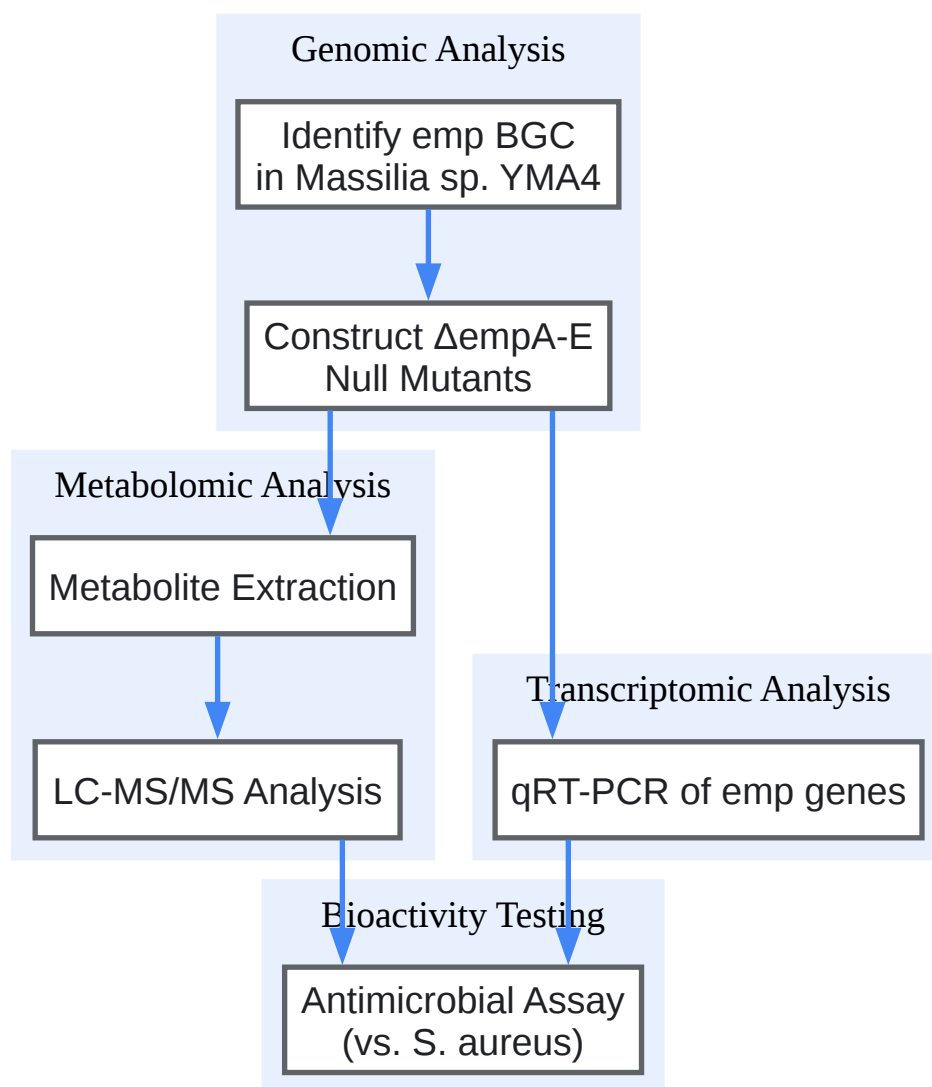 Genomic Analysis
Identify emp BGC
in Massilia sp. YMA4
Construct ΔempA-E
Null Mutants
Metabolomic Analysis
Metabolite Extraction
LC-MS/MS Analysis
Transcriptomic Analysis
qRT-PCR of emp genes
Bioactivity Testing
Antimicrobial Assay
(vs. S. aureus)